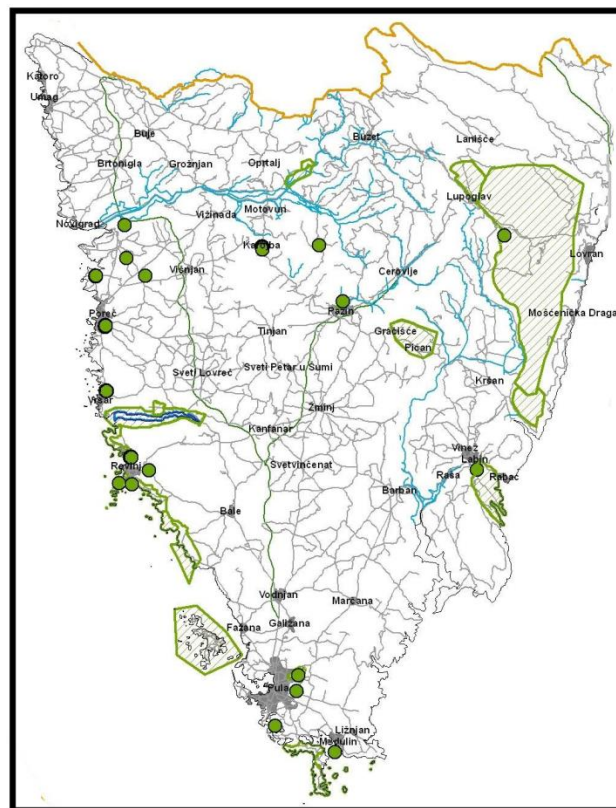 Katoro
Umag
Buje
Buzet
Lanišće
Brtonigla
Grožnjan
Oprtalj
Lupoglav
Motovun
Vižinada
Novigrad
Karojba
Lovran
Višnjan
Cerovlje
Poreč
Pazin
Mošćenička Draga
Tinjan
Gračišće
Pićan
Sveti Lovreč
Sveti Petar u Šumi
Kršan
Vrsar
Žminj
Kanfanar
Vinež
Labin
Rovinj
Svetvinčenat
Raša
Rabac
Barban
Bale
Vodnjan
Marčana
Fažana
Galižana
Pula
Ližnjan
Medulin